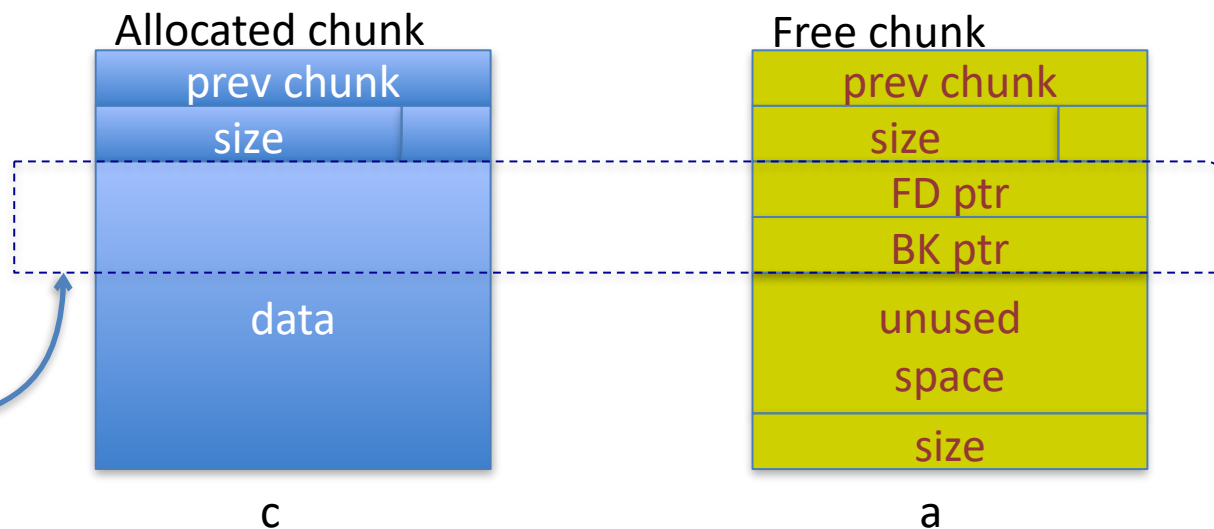 Allocated chunk
prev chunk
size
data
c
Free chunk
prev chunk
size
FD ptr
BK ptr
unused
space
size
a